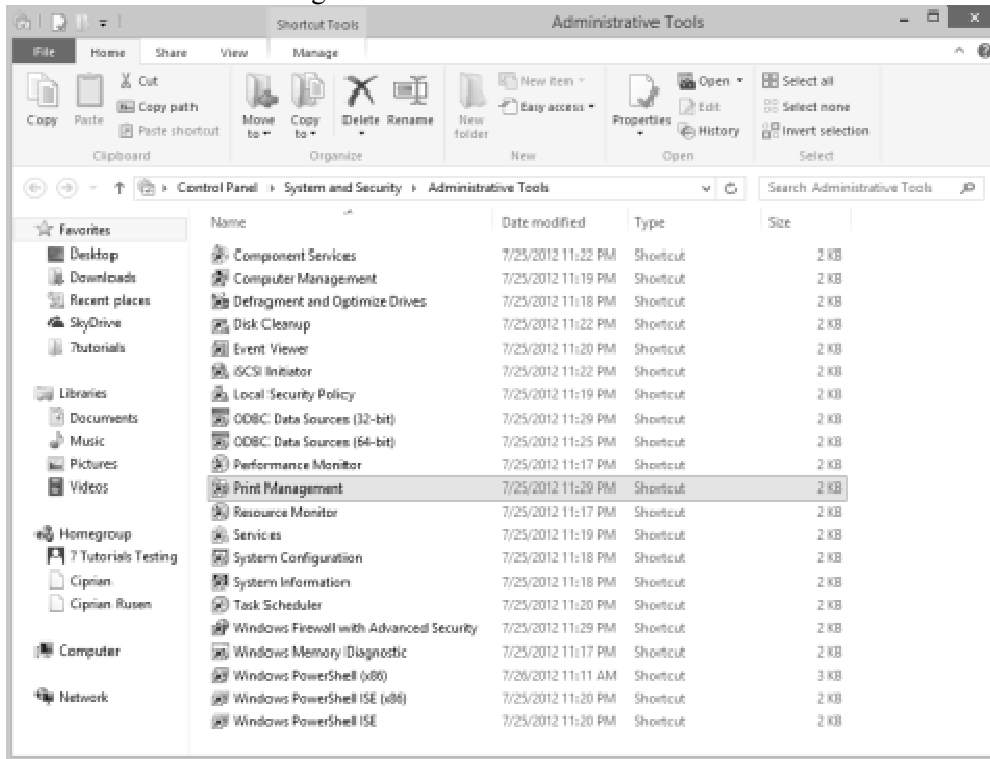 Shortcut Tools Administrative Tools
File Home Share View Manage
Copy Paste Cut Copy path Paste shortcut Move to Copy to Delete Rename New folder New item Easy access Properties Open Edit History Select all Select none Invert selection
Clipboard Organize New Open Select
Control Panel System and Security Administrative Tools Search Administrative Tools
Favorites
Desktop
Downloads
Recent places
SkyDrive
7tutorials
Libraries
Documents
Music
Pictures
Videos
Homegroup
7 Tutorials Testing
Ciprian
Ciprian Rusen
Computer
Network
Name Date modified Type Size
Component Services 7/25/2012 11:22 PM Shortcut 2 KB
Computer Management 7/25/2012 11:19 PM Shortcut 2 KB
Defragment and Optimize Drives 7/25/2012 11:18 PM Shortcut 2 KB
Disk Cleanup 7/25/2012 11:22 PM Shortcut 2 KB
Event Viewer 7/25/2012 11:20 PM Shortcut 2 KB
iSCSI Initiator 7/25/2012 11:22 PM Shortcut 2 KB
Local Security Policy 7/25/2012 11:19 PM Shortcut 2 KB
ODBC Data Sources (32-bit) 7/25/2012 11:29 PM Shortcut 2 KB
ODBC Data Sources (64-bit) 7/25/2012 11:25 PM Shortcut 2 KB
Performance Monitor 7/25/2012 11:17 PM Shortcut 2 KB
Print Management 7/25/2012 11:29 PM Shortcut 2 KB
Resource Monitor 7/25/2012 11:17 PM Shortcut 2 KB
Services 7/25/2012 11:19 PM Shortcut 2 KB
System Configuration 7/25/2012 11:18 PM Shortcut 2 KB
System Information 7/25/2012 11:18 PM Shortcut 2 KB
Task Scheduler 7/25/2012 11:20 PM Shortcut 2 KB
Windows Firewall with Advanced Security 7/25/2012 11:29 PM Shortcut 2 KB
Windows Memory Diagnostic 7/25/2012 11:17 PM Shortcut 2 KB
Windows PowerShell (x86) 7/26/2012 11:11 AM Shortcut 3 KB
Windows PowerShell ISE (x86) 7/25/2012 11:20 PM Shortcut 2 KB
Windows PowerShell ISE 7/25/2012 11:20 PM Shortcut 2 KB